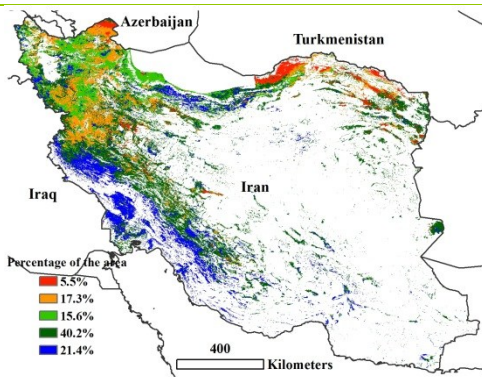 Azerbaijan
Turkmenistan
Iraq
Iran
Percentage of the area
5.5%
17.3%
15.6%
40.2%
21.4%
400
Kilometers